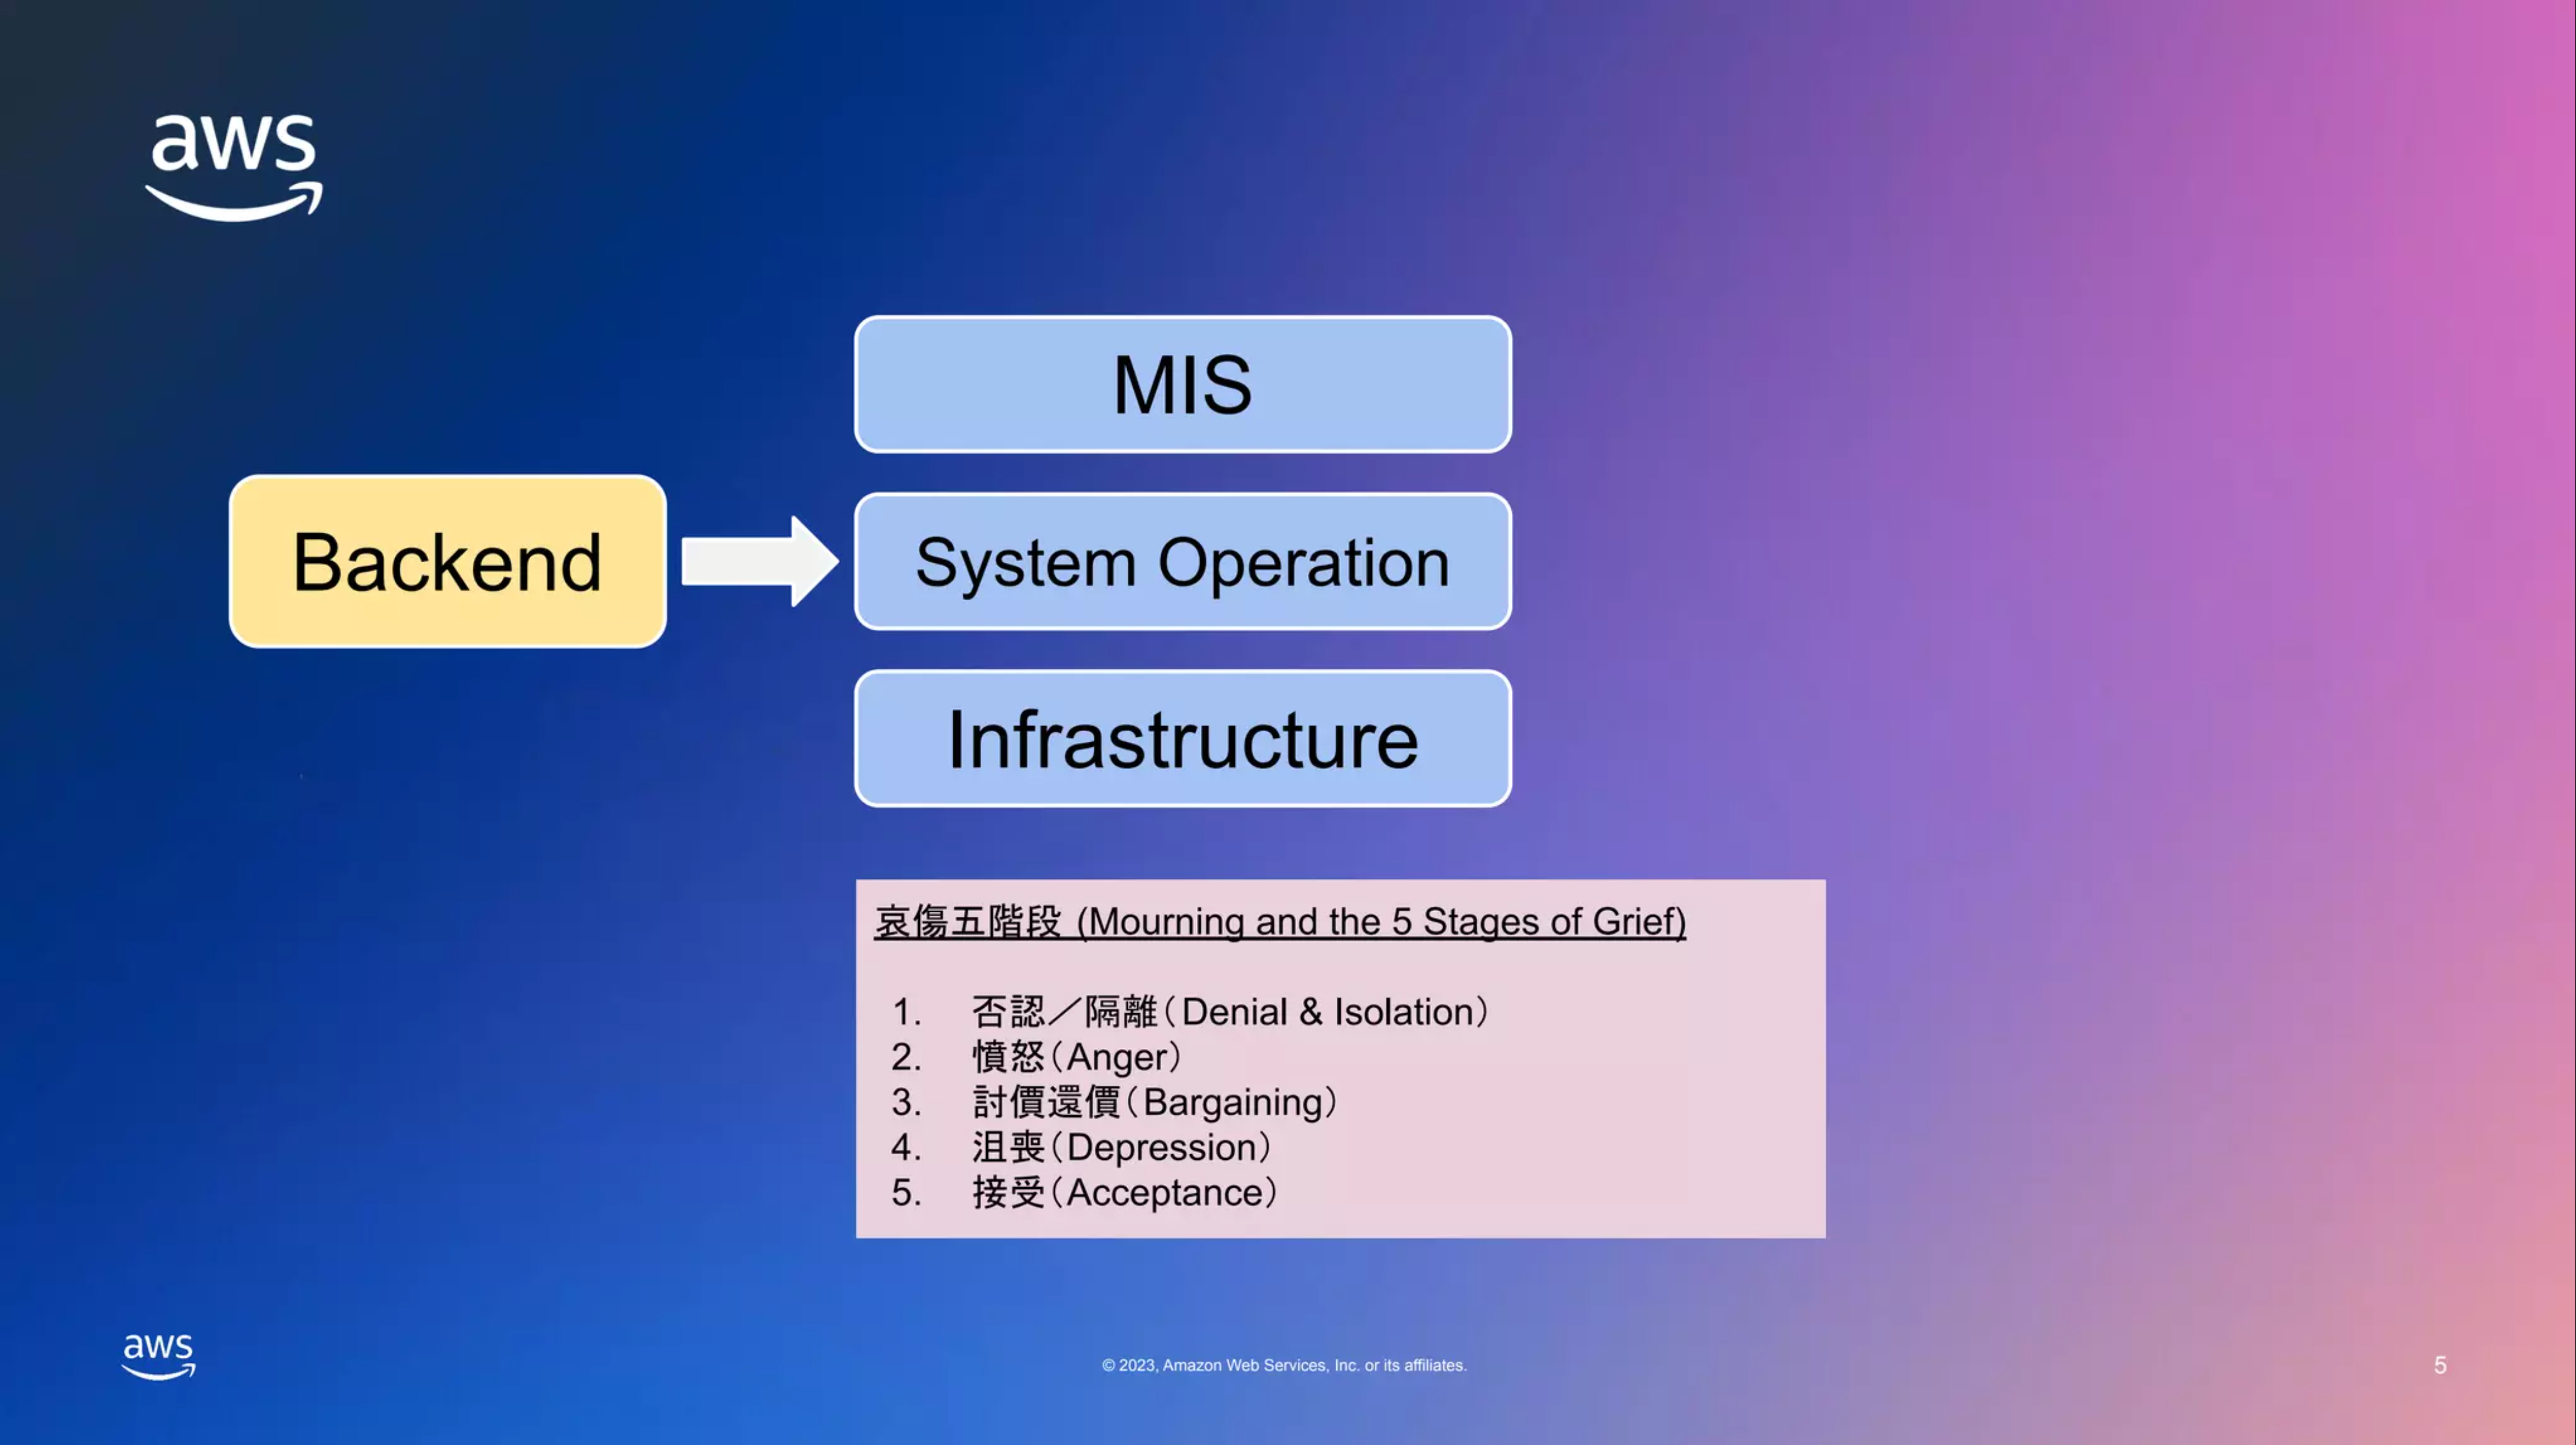 aws
MIS
Backend
System Operation
Infrastructure
哀傷五階段 (Mourning and the 5 Stages of Grief)
1. 否認／隔離（Denial & Isolation）
2. 憤怒（Anger）
3. 討價還價（Bargaining）
4. 沮喪（Depression）
5. 接受（Acceptance）
aws
© 2023, Amazon Web Services, Inc. or its affiliates.
5